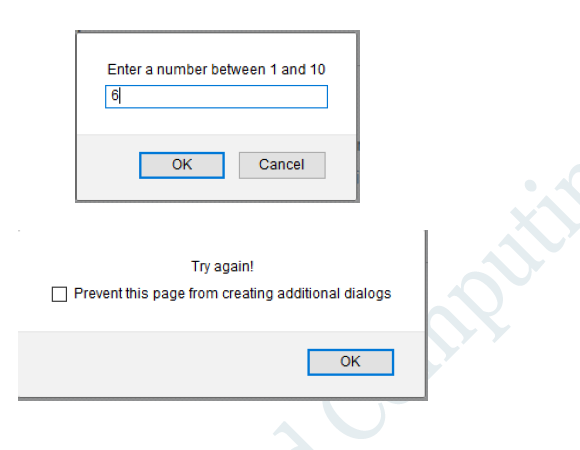 Enter a number between 1 and 10
6
OK Cancel
Try again!
Prevent this page from creating additional dialogs
OK